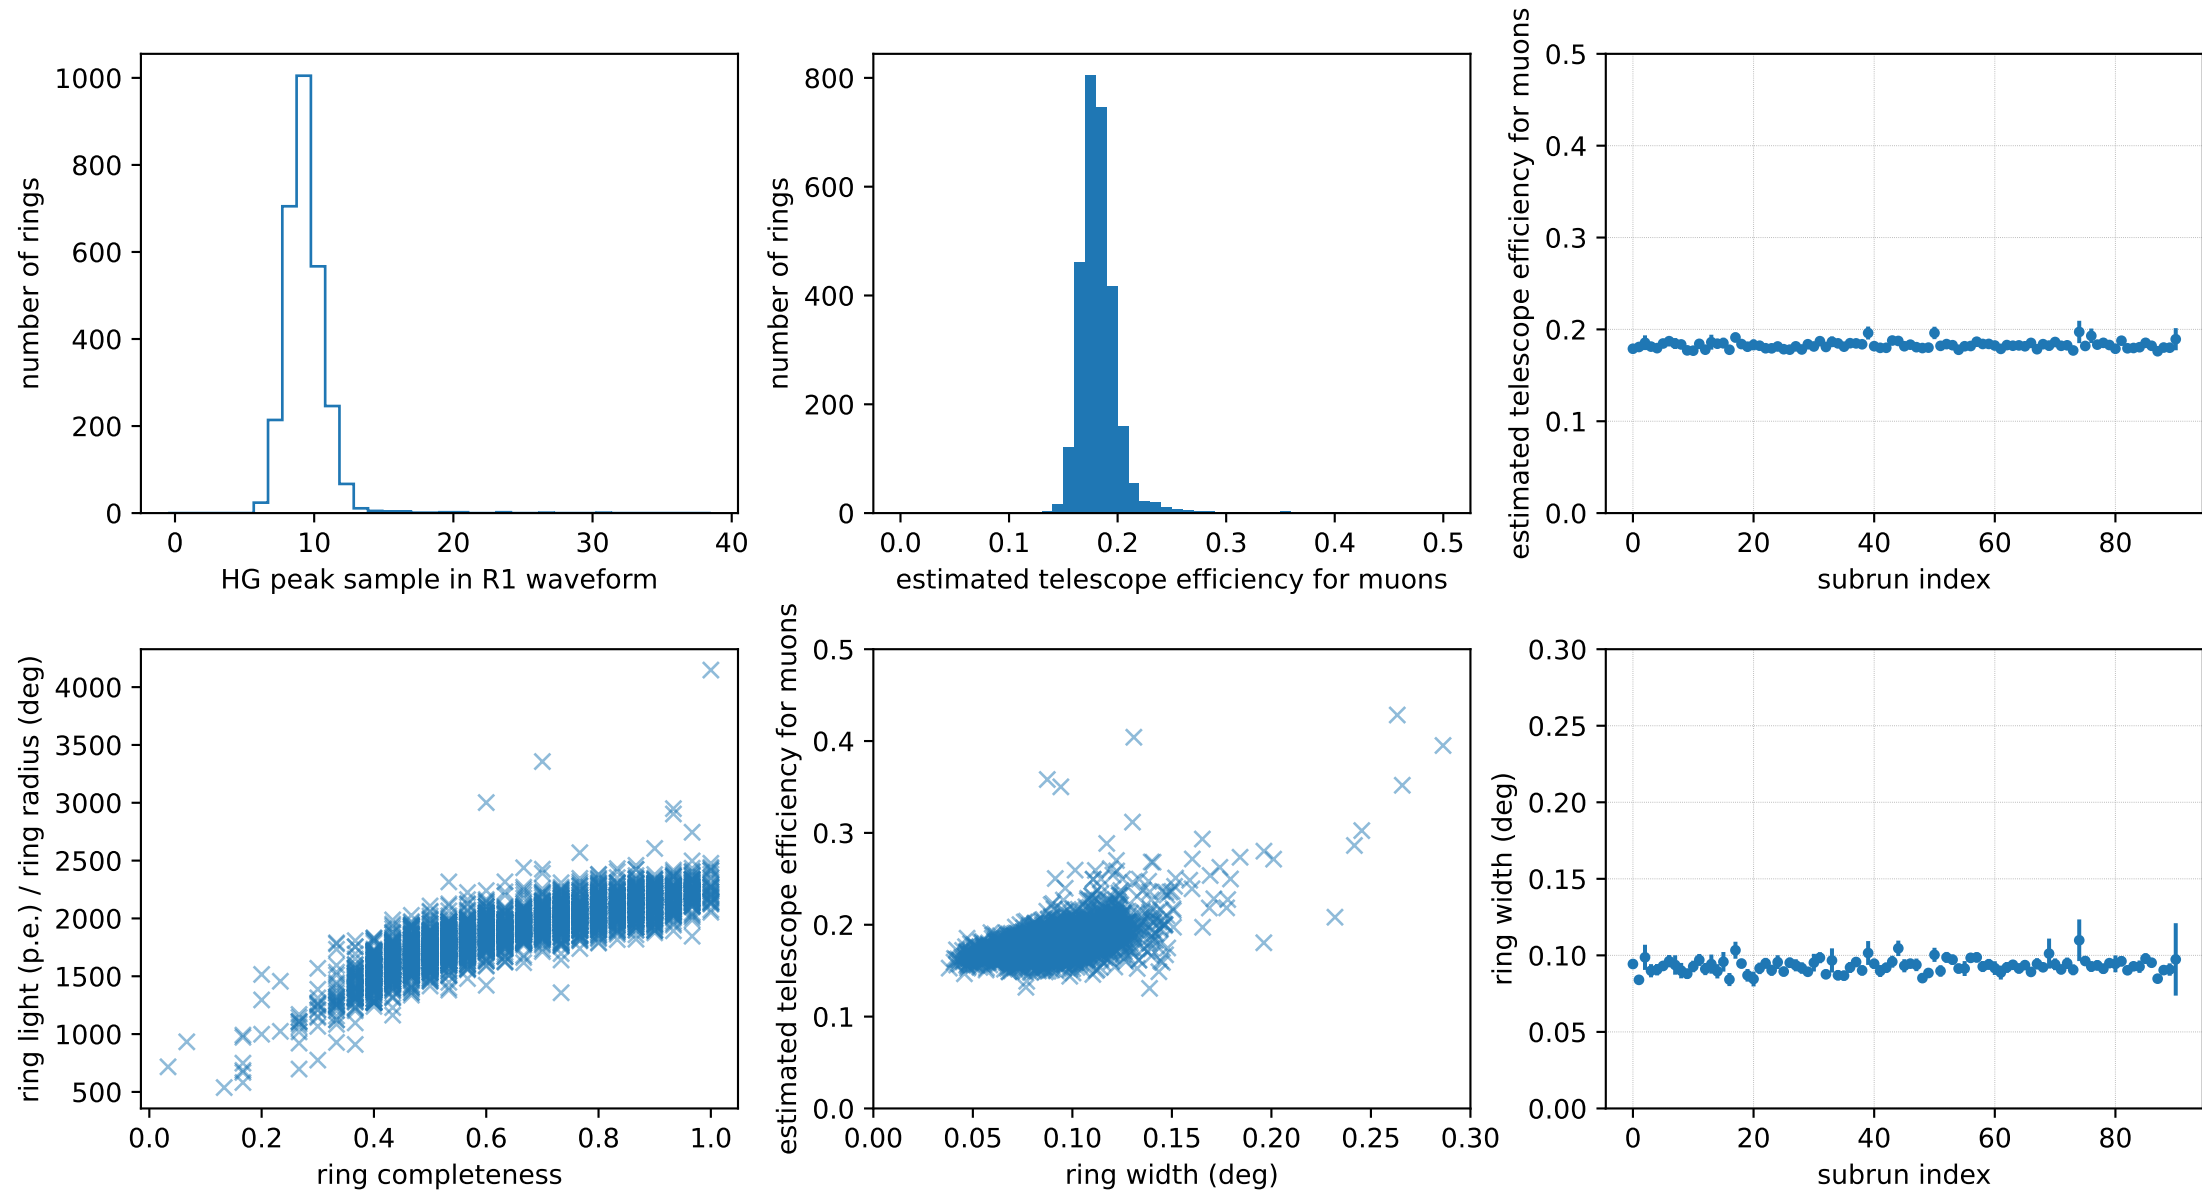 number of rings
1000
800
600
400
200
0
0 10 20 30 40
HG peak sample in R1 waveform
number of rings
800
600
400
200
0
0.0 0.1 0.2 0.3 0.4 0.5
estimated telescope efficiency for muons
estimated telescope efficiency for muons
0.5
0.4
0.3
0.2
0.1
0.0
0 20 40 60 80
subrun index
ring light (p.e.) / ring radius (deg)
4000
3500
3000
2500
2000
1500
1000
500
0.0 0.2 0.4 0.6 0.8 1.0
ring completeness
estimated telescope efficiency for muons
0.5
0.4
0.3
0.2
0.1
0.0
0.00 0.05 0.10 0.15 0.20 0.25 0.30
ring width (deg)
ring width (deg)
0.30
0.25
0.20
0.15
0.10
0.05
0.00
0 20 40 60 80
subrun index